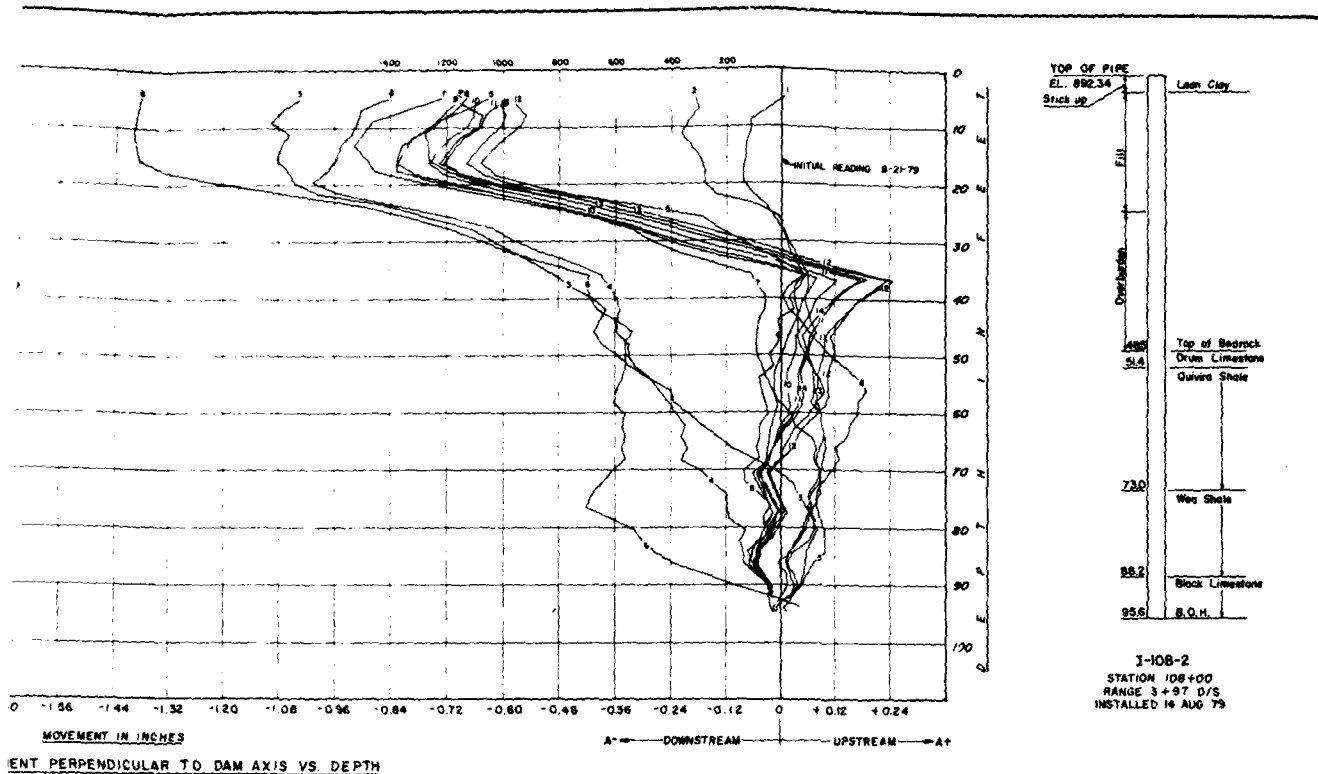 -1400 1200 1000 800 600 400 200
0
10
20
30
40
50
60
70
80
90
100
DEPTH IN FEET
INITIAL READING 8-21-79
-1.56 -1.44 -1.32 -1.20 -1.08 -0.96 -0.84 -0.72 -0.60 -0.48 -0.36 -0.24 -0.12 0 +0.12 +0.24
MOVEMENT IN INCHES
A- DOWNSTREAM UPSTREAM A+
ENT PERPENDICULAR TO DAM AXIS VS. DEPTH
TOP OF PIPE
EL. 892.34
Stick up
Lean Clay
Fill
Overburden
Top of Bedrock
51.4 Drum Limestone
Quivira Shale
73.0
Wea Shale
88.2
Block Limestone
95.6 B.O.H.
I-108-2
STATION 108+00
RANGE 3+97 D/S
INSTALLED 14 AUG 79